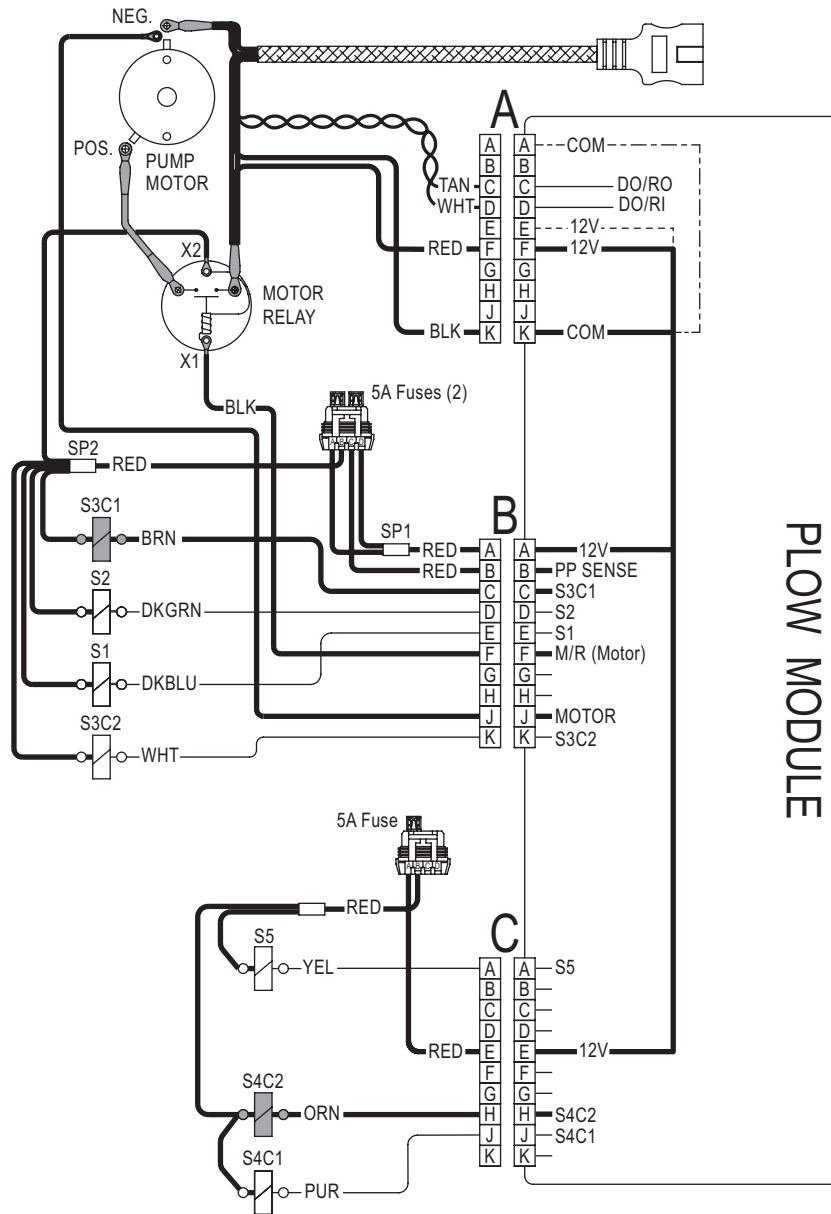 NEG.
POS.
PUMP
MOTOR
A
A A COM
B B
TAN C C DO/RO
WHT D D DO/RI
E E 12V
RED F F 12V
G G
H H
J J
BLK K K COM
X2
MOTOR
RELAY
X1
BLK
5A Fuses (2)
A B C D
SP2
RED
S3C1
BRN
S2
DKGRN
S1
DKBLU
S3C2
WHT
SP1
B
RED A A 12V
RED B B PP SENSE
C C S3C1
D D S2
E E S1
F F M/R (Motor)
G G
H H
J J MOTOR
K K S3C2
PLOW MODULE
5A Fuse
A B C D
RED
S5
YEL
C
A A S5
B B
C C
D D
RED E E 12V
F F
G G
S4C2
ORN H H S4C2
J J S4C1
K K
S4C1
PUR